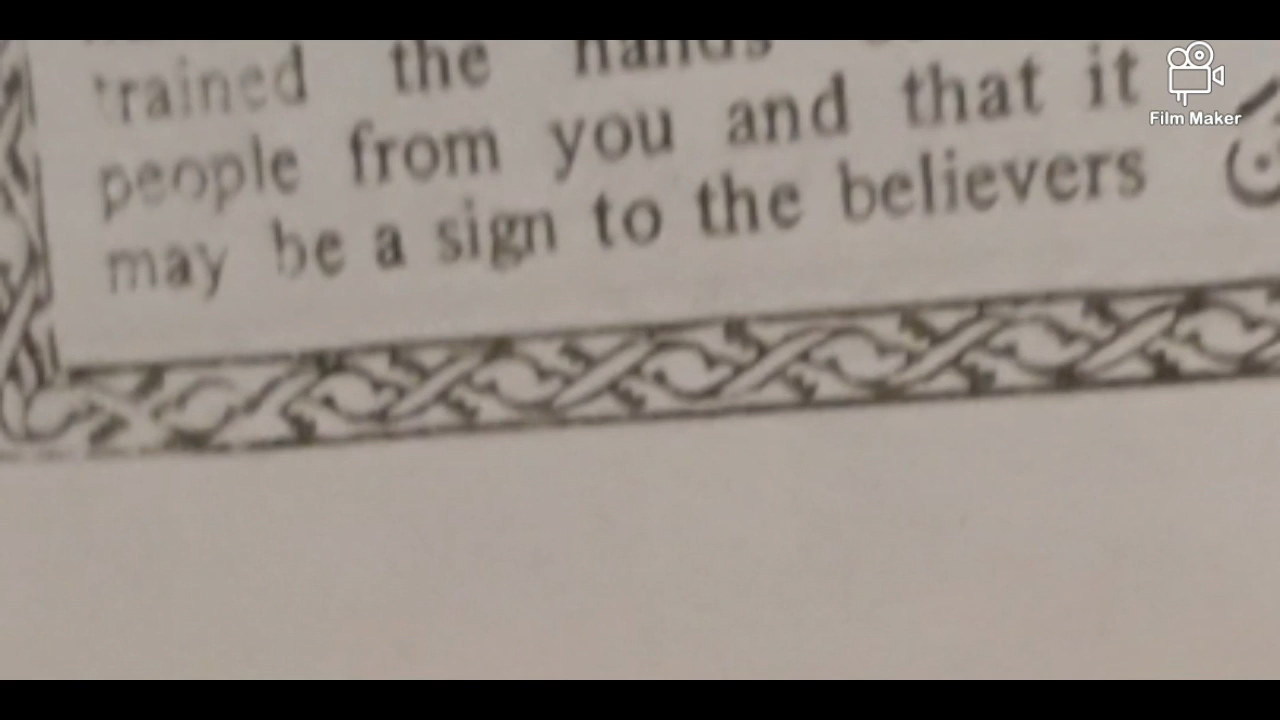 trained the hands
people from you and that it
may be a sign to the believers
Film Maker